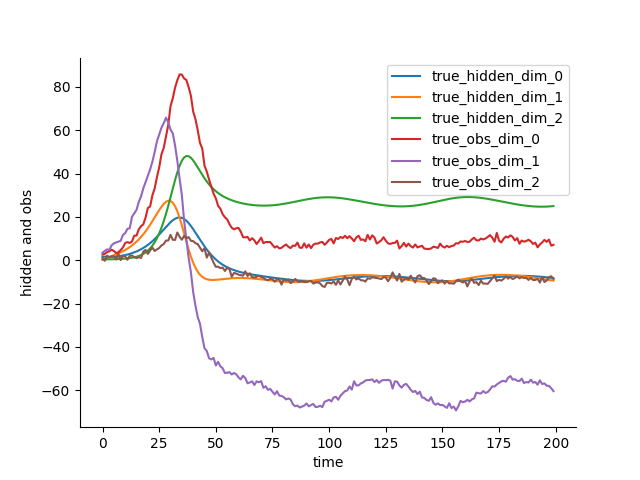 true_hidden_dim_0
true_hidden_dim_1
true_hidden_dim_2
true_obs_dim_0
true_obs_dim_1
true_obs_dim_2
hidden and obs
80
60
40
20
0
−20
−40
−60
0 25 50 75 100 125 150 175 200
time